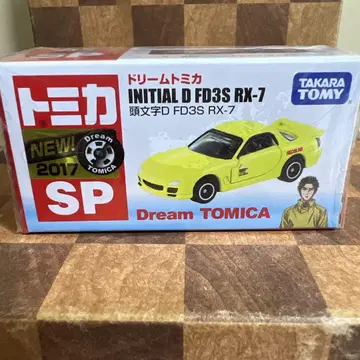 トミカ
NEW!
2017
Dream
TOMICA
SP
ドリームトミカ
INITIAL D FD3S RX-7
頭文字D FD3S RX-7
TAKARA
TOMY
Dream TOMICA